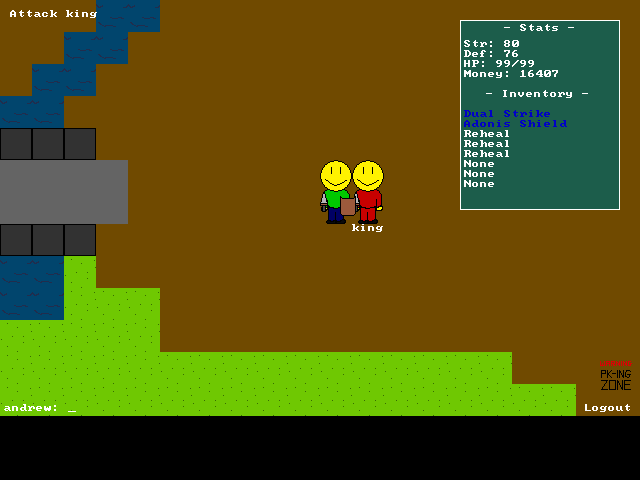 Attack king
- Stats -
Str: 80
Def: 76
HP: 99/99
Money: 16407
- Inventory -
Dual Strike
Adonis Shield
Reheal
Reheal
Reheal
None
None
None
king
PK-ING
ZONE
andrew: _
Logout